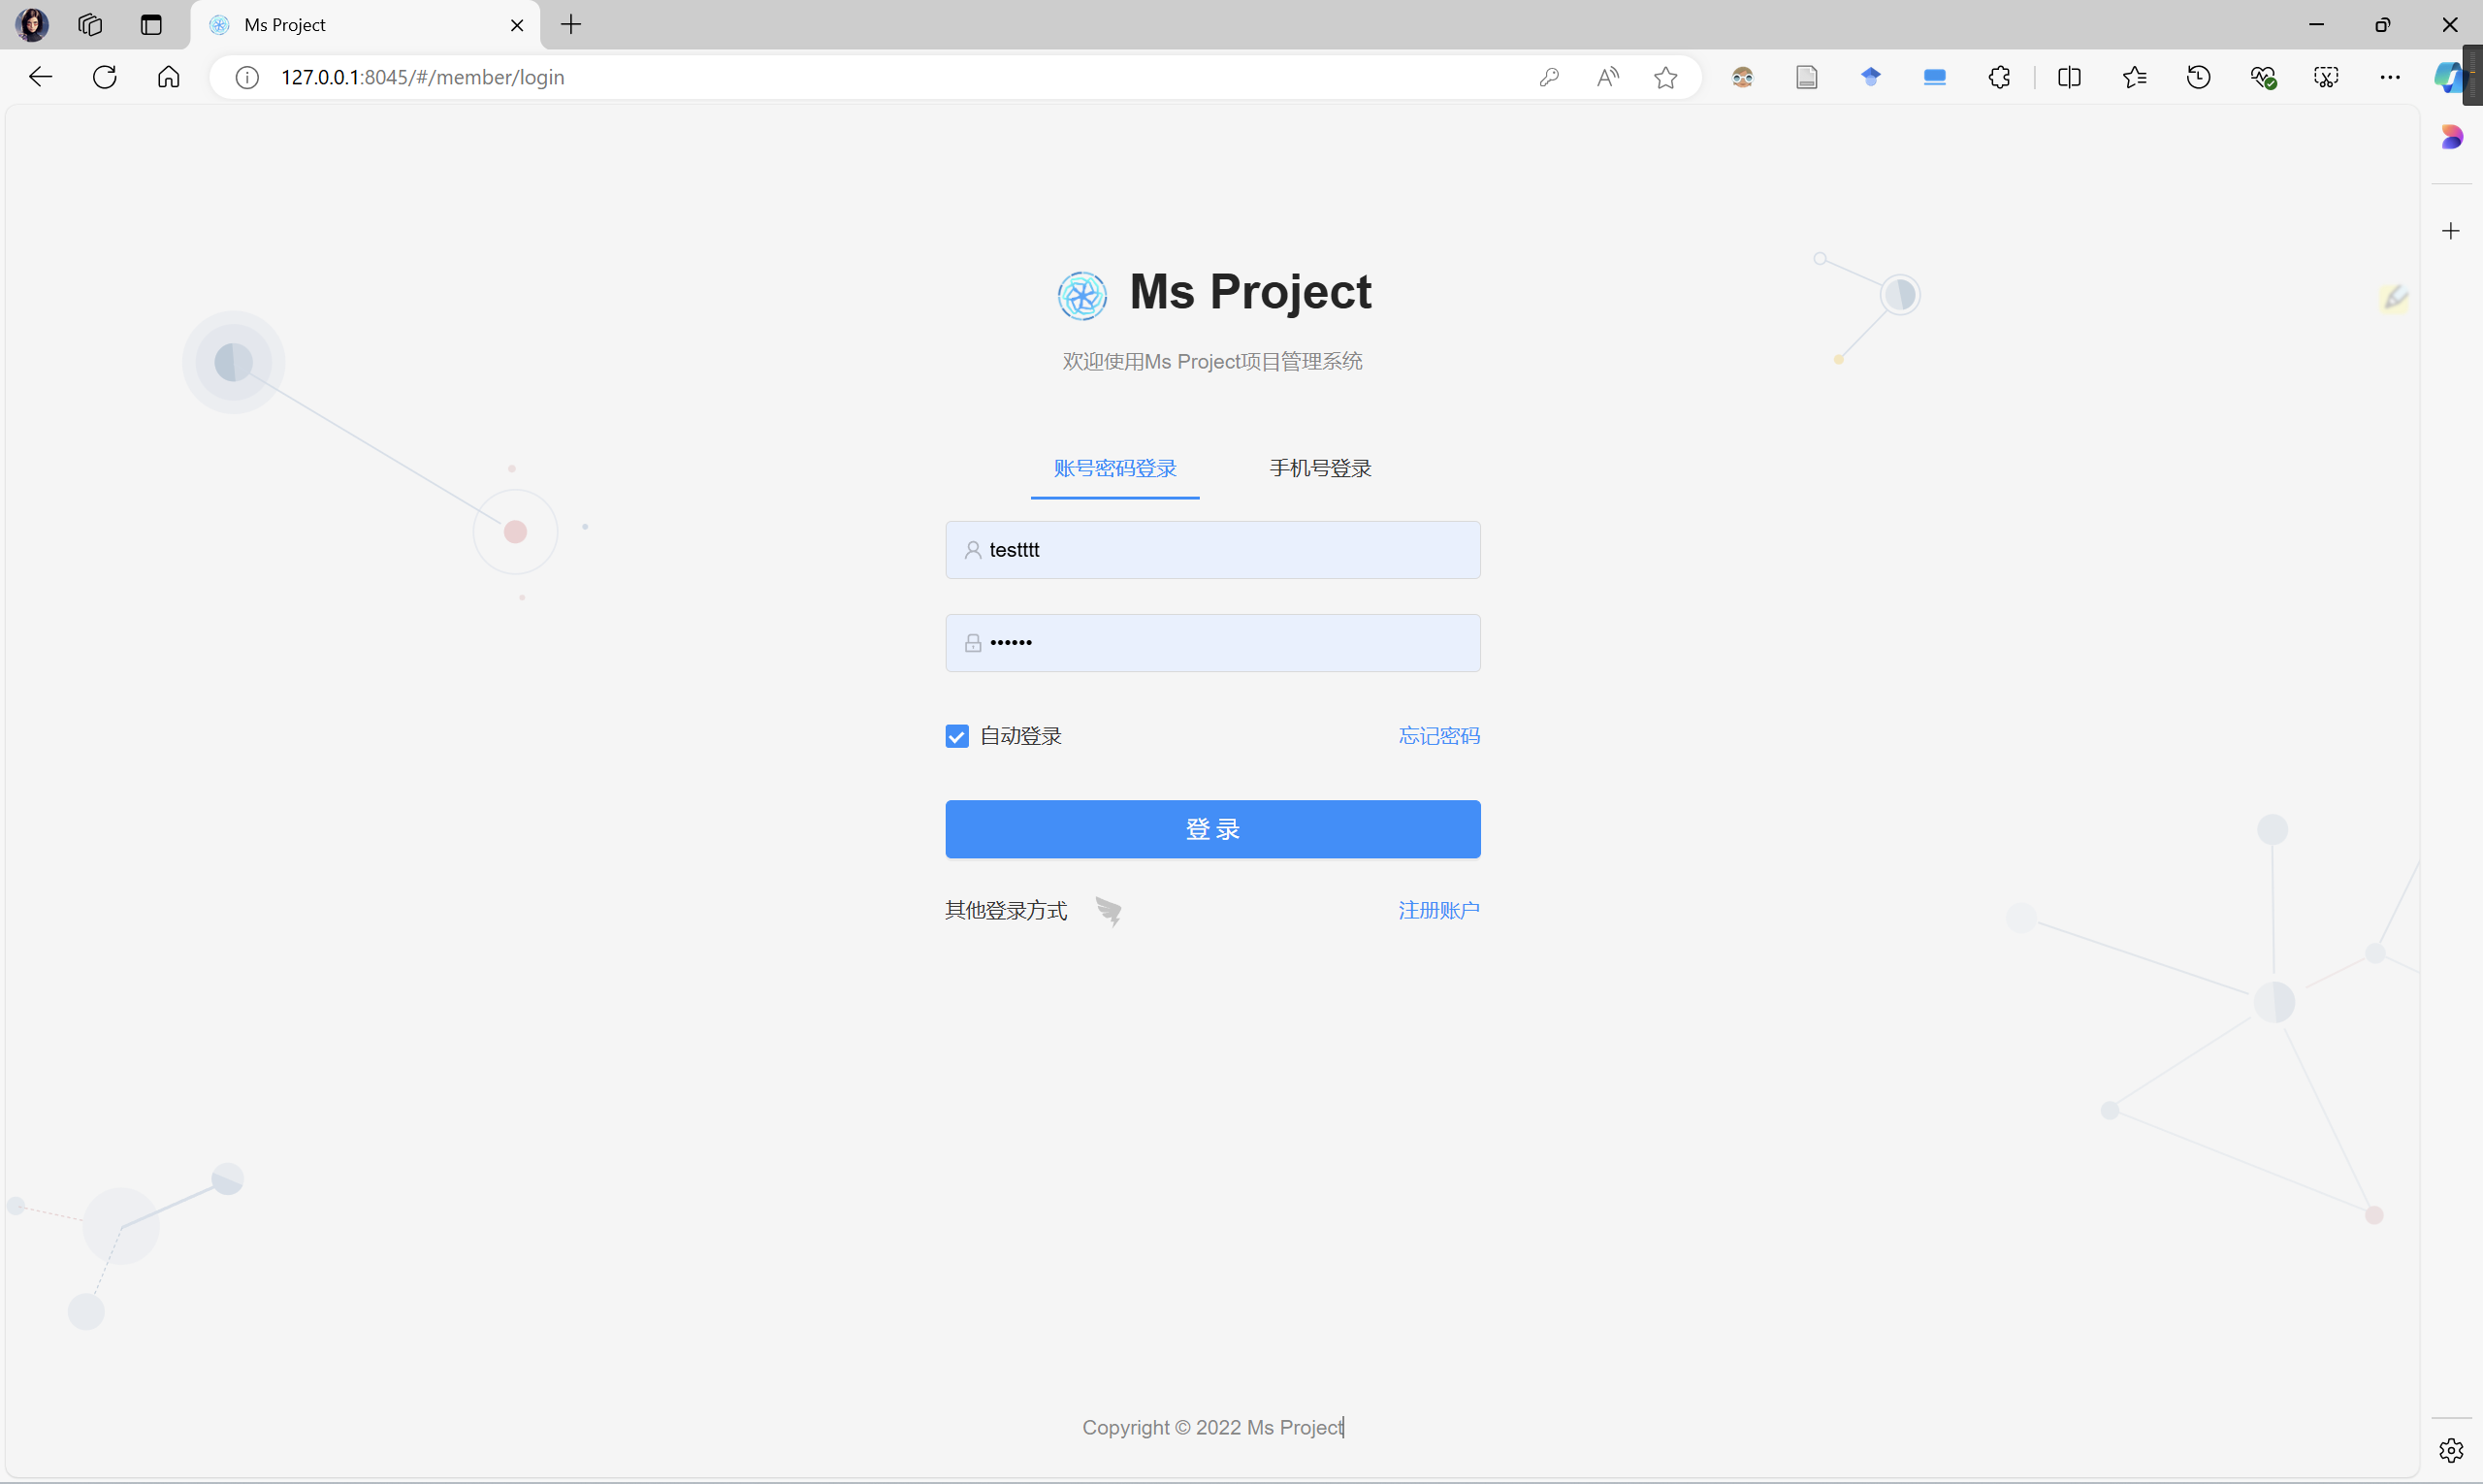 Ms Project
127.0.0.1:8045/#/member/login
Ms Project
欢迎使用Ms Project项目管理系统
账号密码登录 手机号登录
testttt
••••••
自动登录 忘记密码
登 录
其他登录方式 注册账户
Copyright © 2022 Ms Project